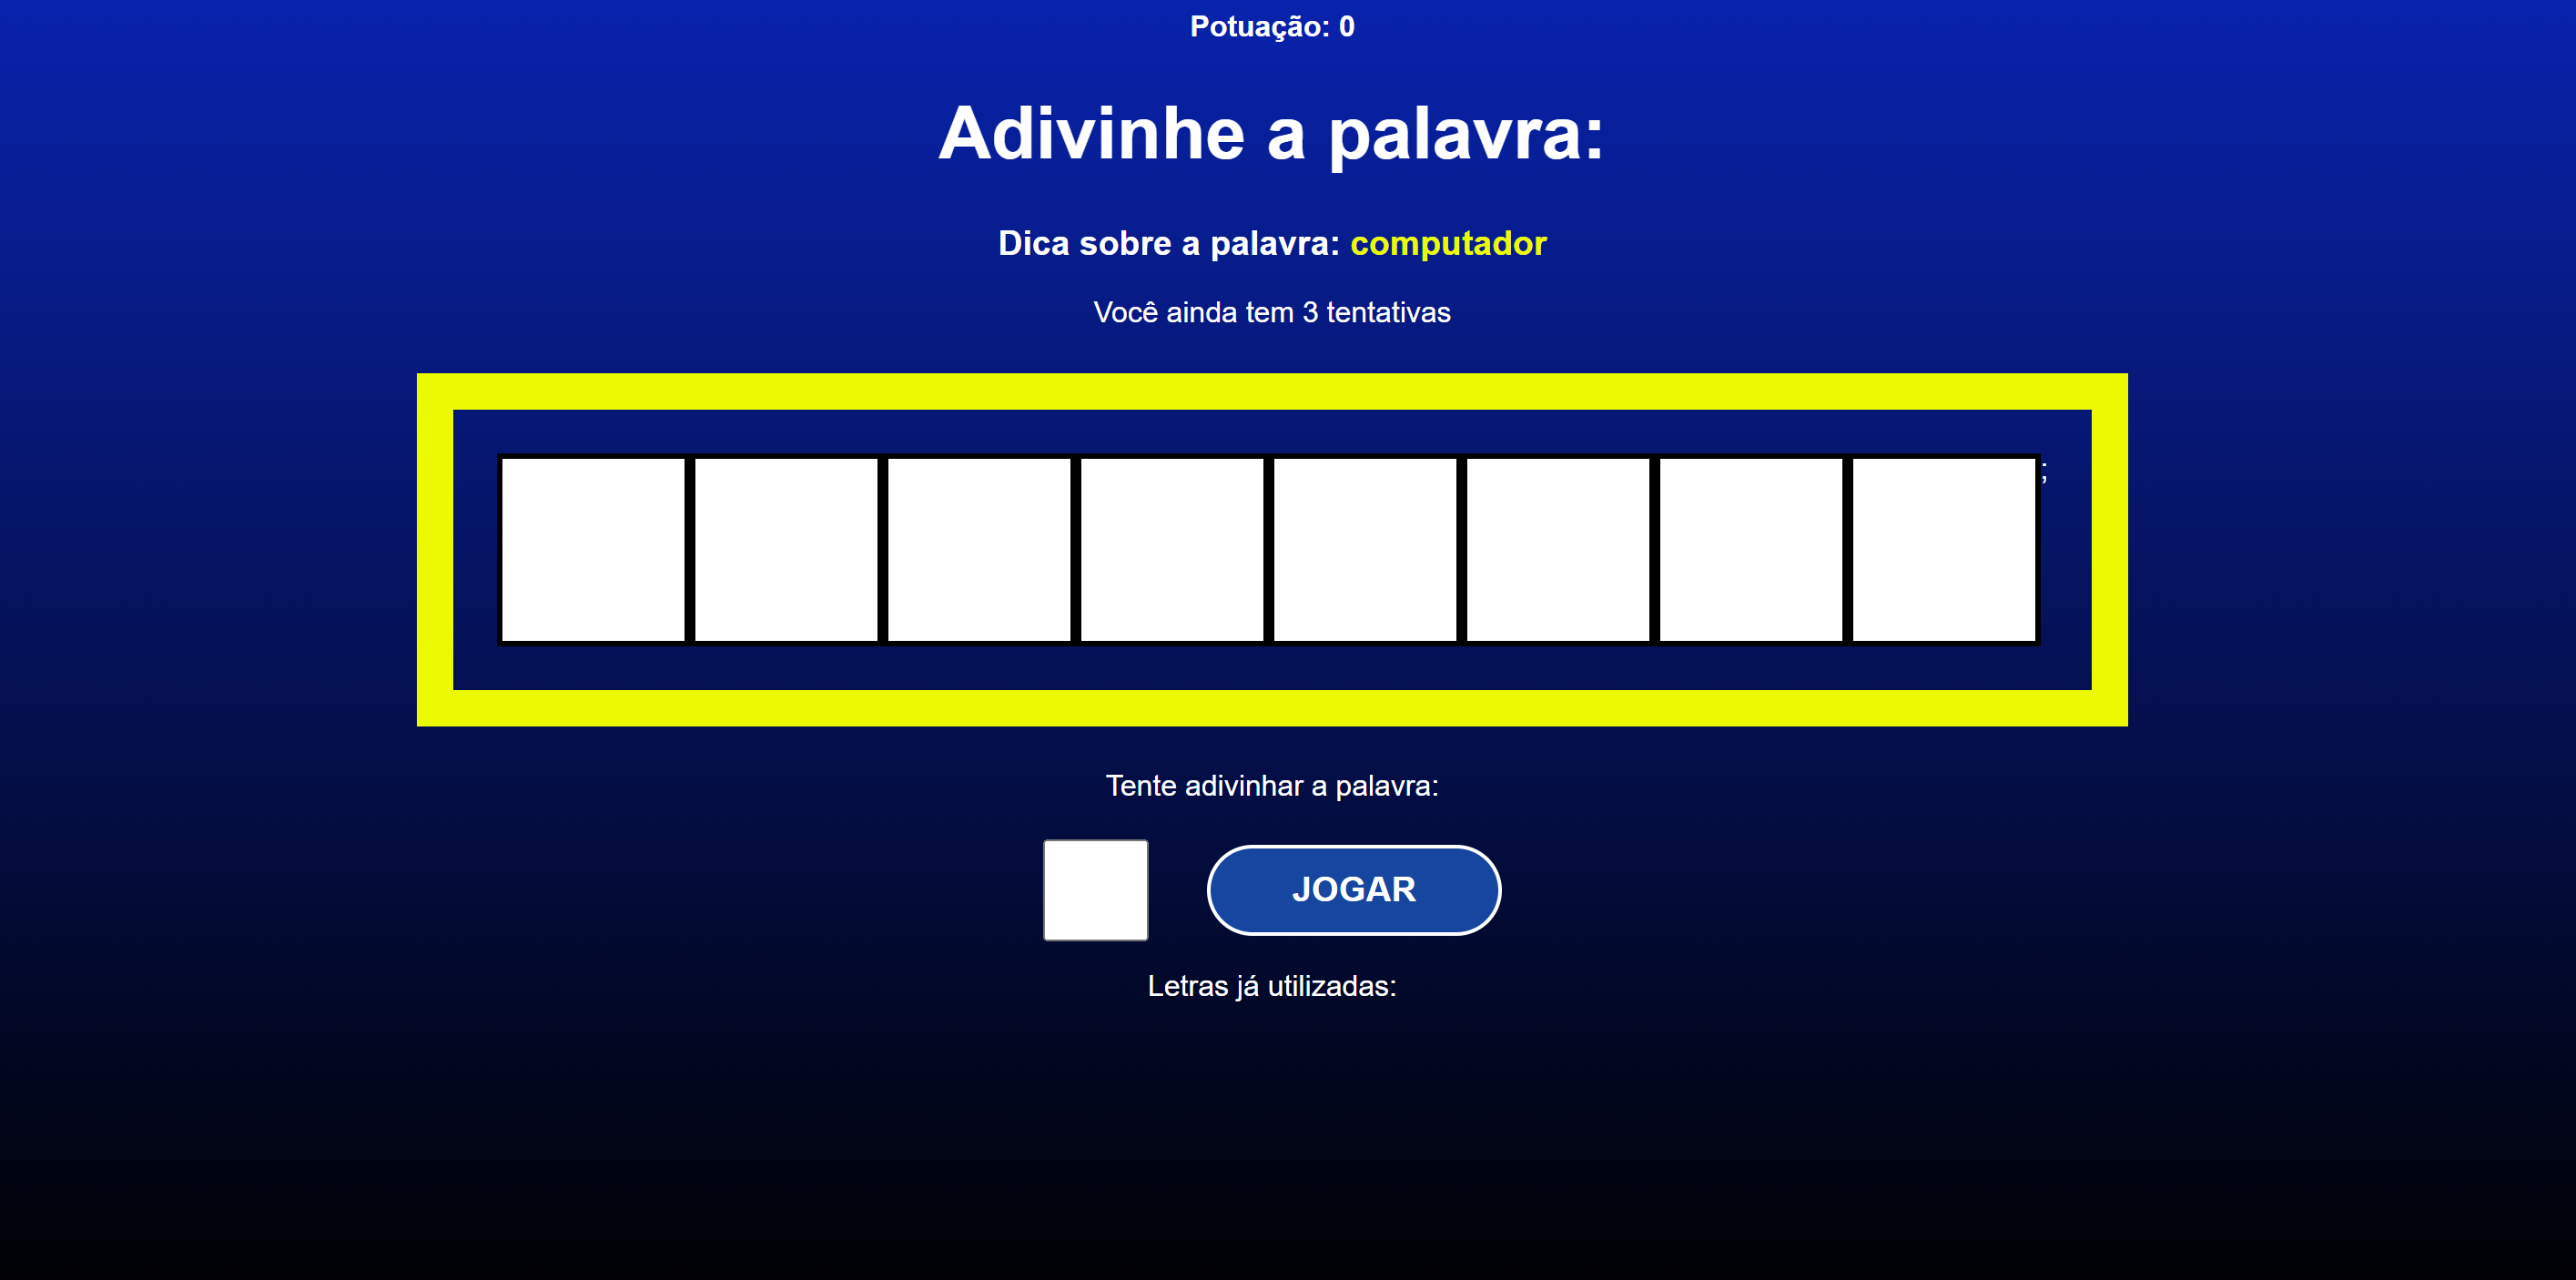 Potuação: 0
Adivinhe a palavra:
Dica sobre a palavra: computador
Você ainda tem 3 tentativas
;
Tente adivinhar a palavra:
JOGAR
Letras já utilizadas: